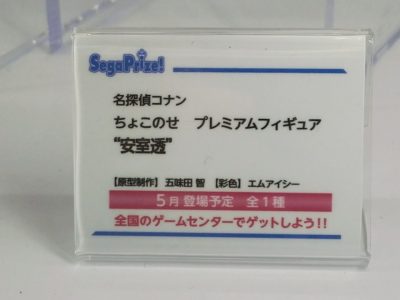 SegaPrize!
名探偵コナン
ちょこのせ プレミアムフィギュア
“安室透”
【原型制作】五味田 智 【彩色】エムアイシー
5月登場予定 全1種
全国のゲームセンターでゲットしよう!!